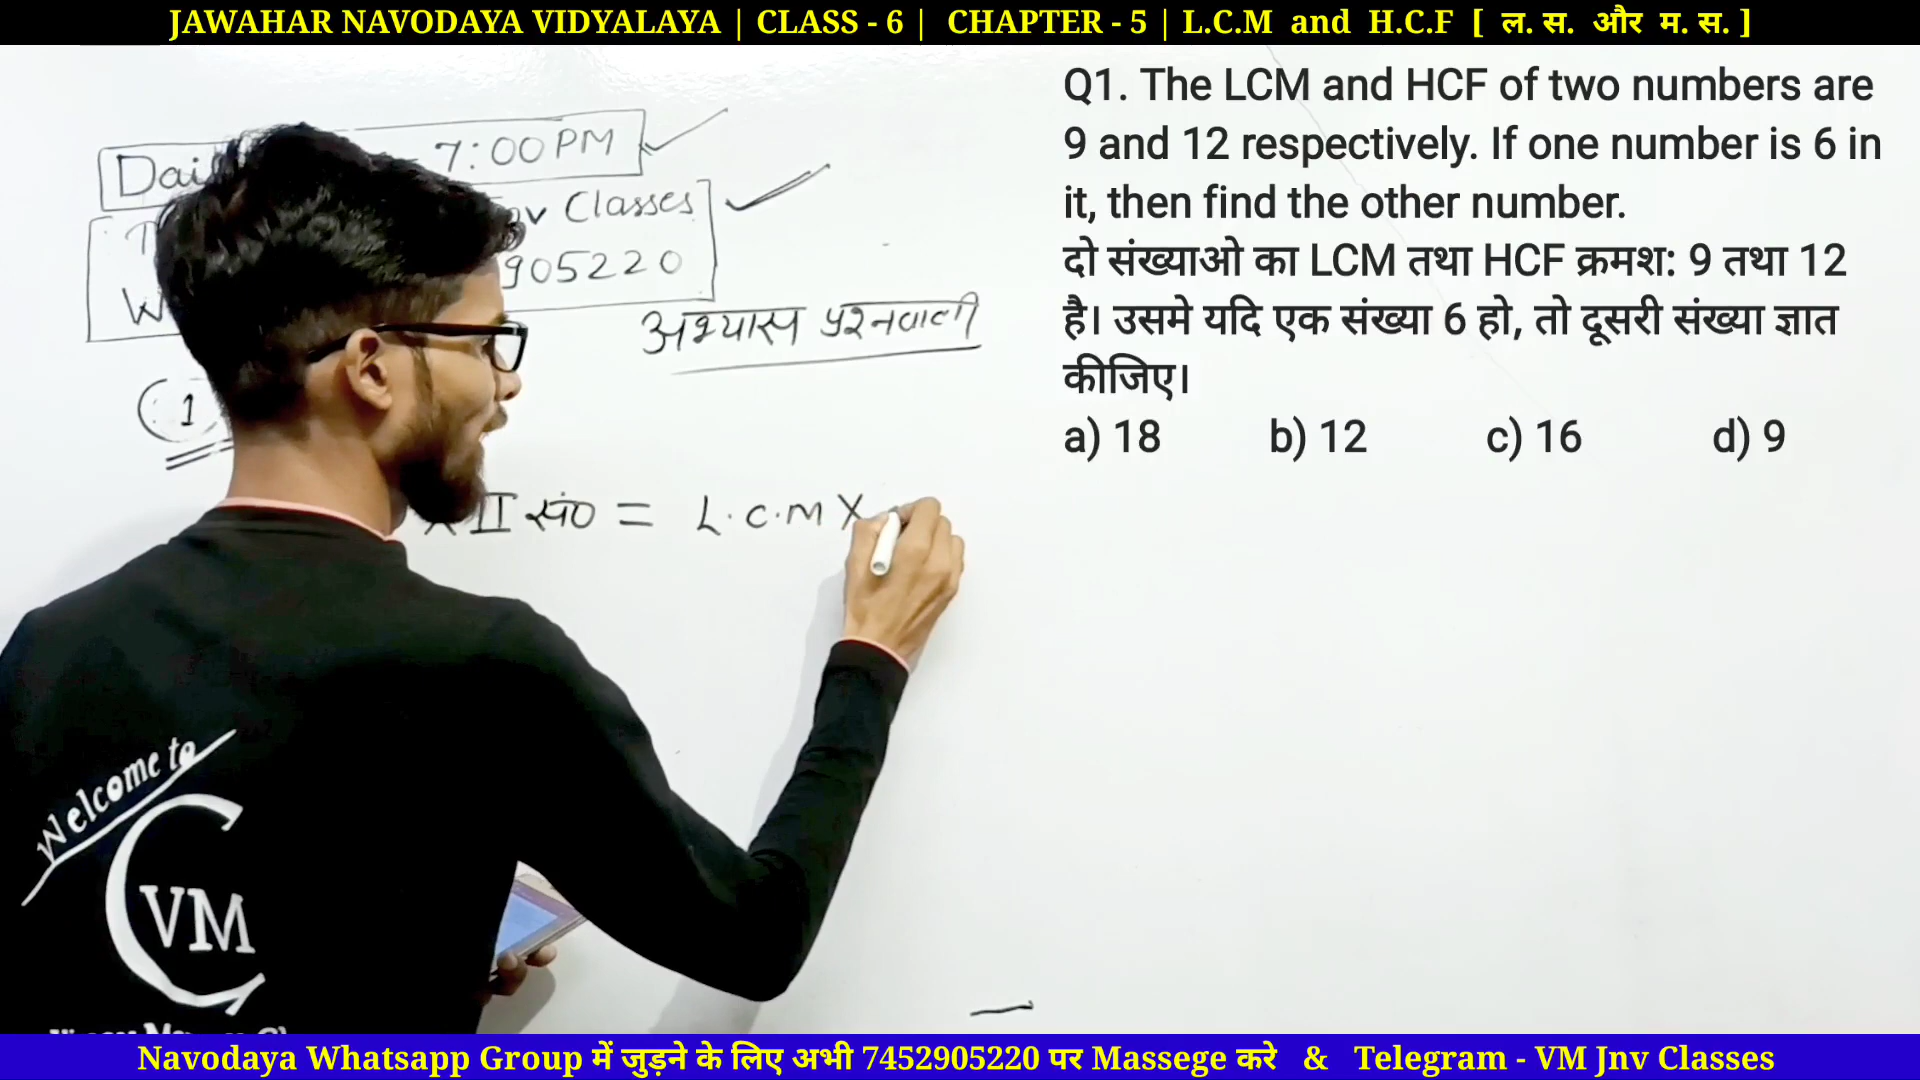 JAWAHAR NAVODAYA VIDYALAYA | CLASS - 6 | CHAPTER - 5 | L.C.M and H.C.F [ ल. स. और म. स. ]
Q1. The LCM and HCF of two numbers are
9 and 12 respectively. If one number is 6 in
it, then find the other number.
दो संख्याओ का LCM तथा HCF क्रमश: 9 तथा 12
है। उसमे यदि एक संख्या 6 हो, तो दूसरी संख्या ज्ञात
कीजिए।
a) 18 b) 12 c) 16 d) 9
7:00 PM
Classes
905220
अभ्यास प्रश्नवाली
1
II सं० = L.C.M X
Welcome to
VM
Navodaya Whatsapp Group में जुड़ने के लिए अभी 7452905220 पर Massege करे & Telegram - VM Jnv Classes